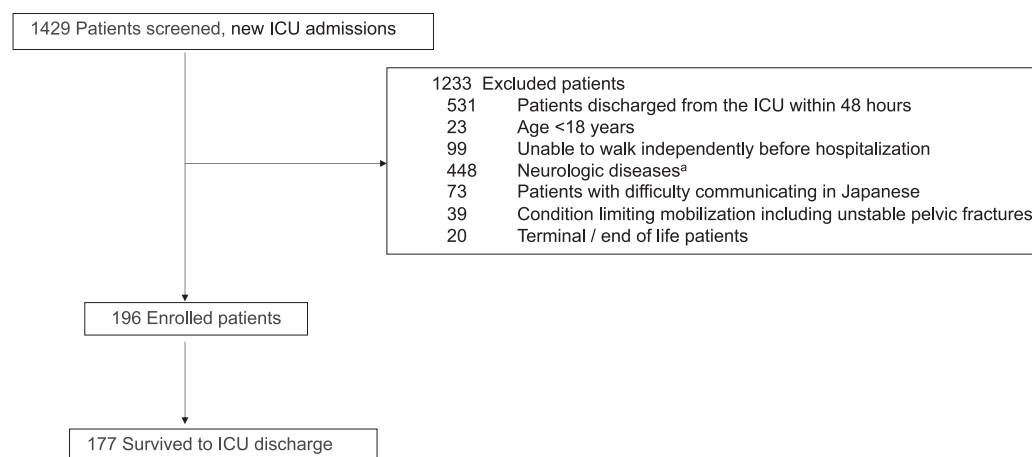 1429 Patients screened, new ICU admissions
1233 Excluded patients
531 Patients discharged from the ICU within 48 hours
23 Age <18 years
99 Unable to walk independently before hospitalization
448 Neurologic diseasesᵃ
73 Patients with difficulty communicating in Japanese
39 Condition limiting mobilization including unstable pelvic fractures
20 Terminal / end of life patients
196 Enrolled patients
177 Survived to ICU discharge